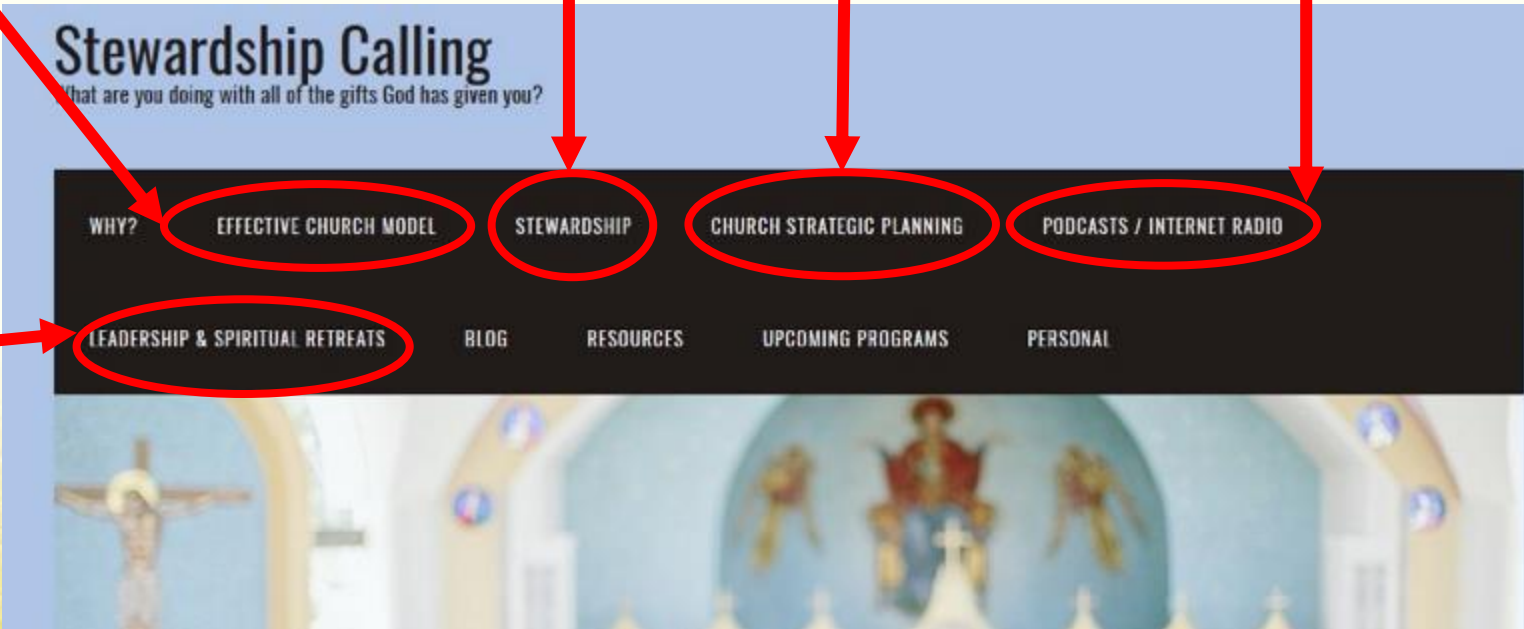 Stewardship Calling
What are you doing with all of the gifts God has given you?
WHY? EFFECTIVE CHURCH MODEL STEWARDSHIP CHURCH STRATEGIC PLANNING PODCASTS / INTERNET RADIO
LEADERSHIP & SPIRITUAL RETREATS BLOG RESOURCES UPCOMING PROGRAMS PERSONAL